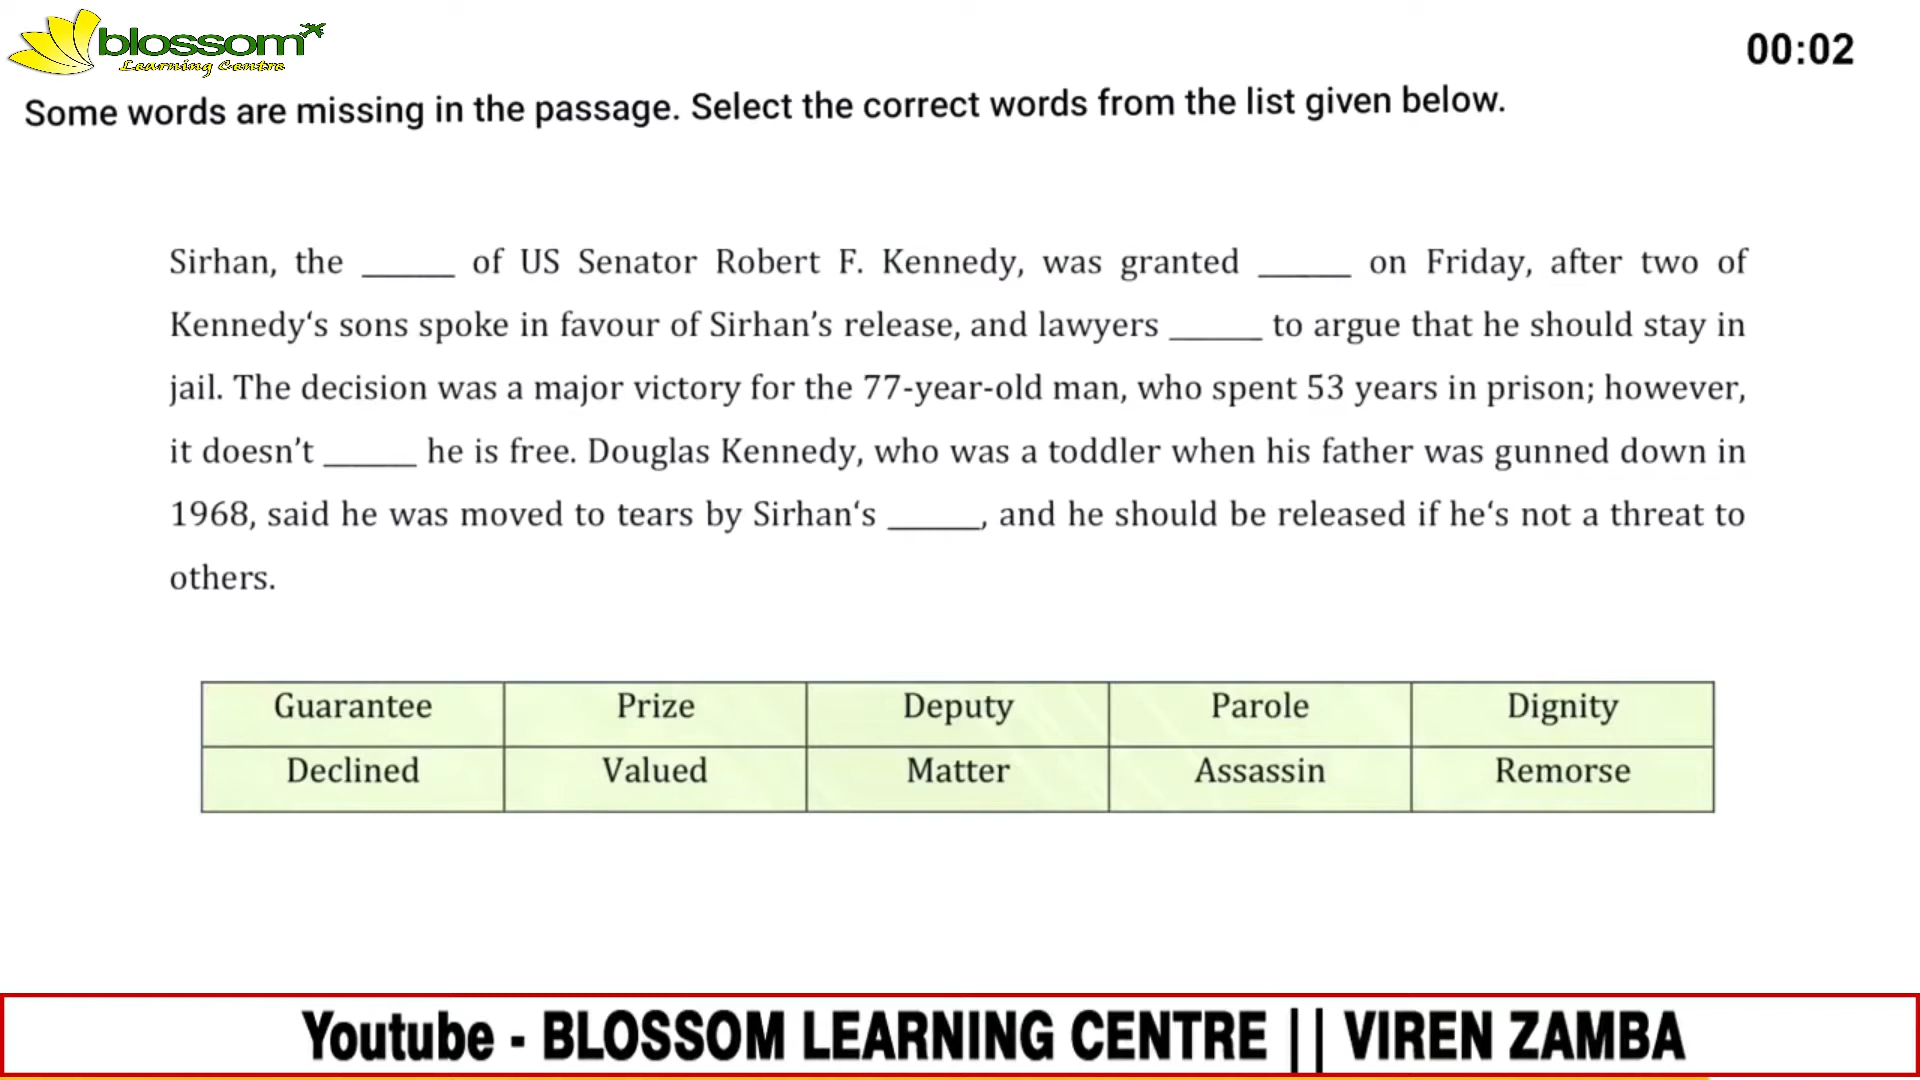 blossom
Learning Centre
00:02
Some words are missing in the passage. Select the correct words from the list given below.
Sirhan, the _____ of US Senator Robert F. Kennedy, was granted _____ on Friday, after two of
Kennedy‘s sons spoke in favour of Sirhan’s release, and lawyers _____ to argue that he should stay in
jail. The decision was a major victory for the 77-year-old man, who spent 53 years in prison; however,
it doesn’t _____ he is free. Douglas Kennedy, who was a toddler when his father was gunned down in
1968, said he was moved to tears by Sirhan‘s _____, and he should be released if he‘s not a threat to
others.
Guarantee Prize Deputy Parole Dignity
Declined Valued Matter Assassin Remorse
Youtube - BLOSSOM LEARNING CENTRE || VIREN ZAMBA